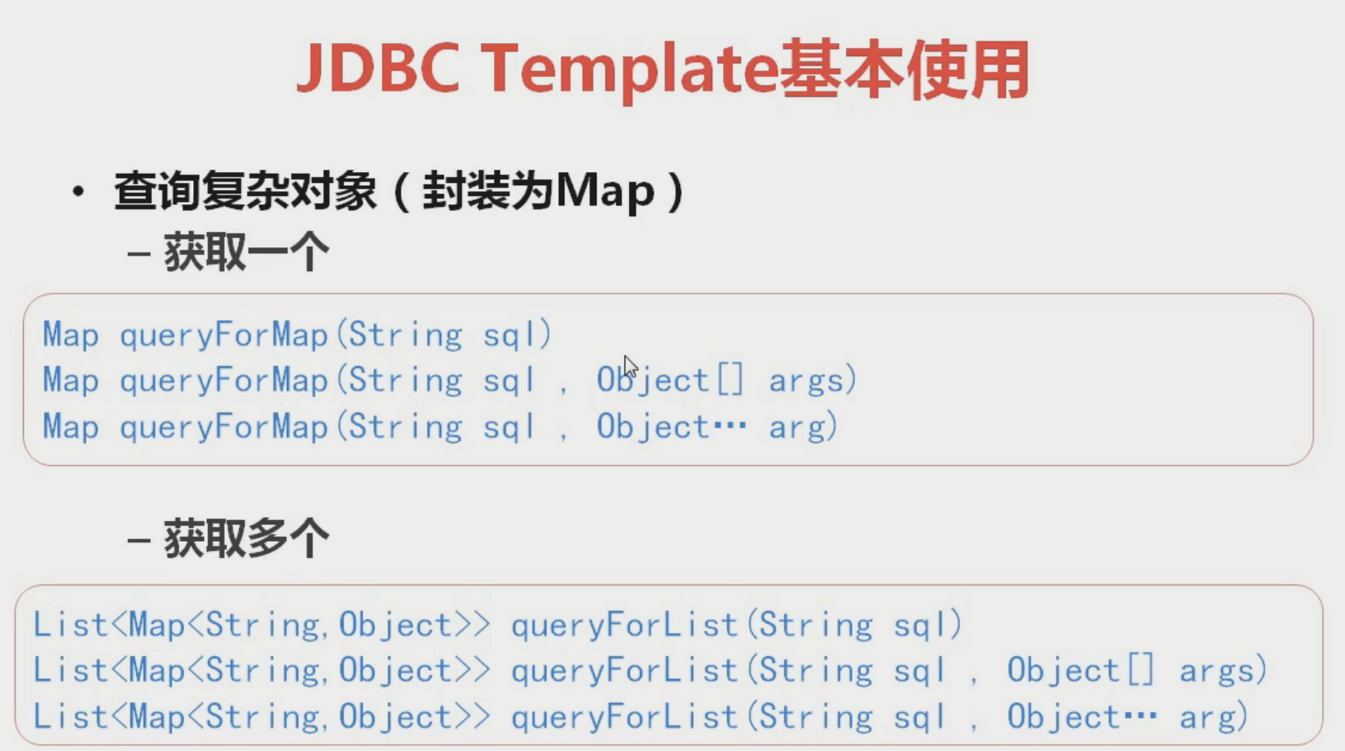 JDBC Template基本使用
• 查询复杂对象（封装为Map）
– 获取一个
Map queryForMap(String sql)
Map queryForMap(String sql , Object[] args)
Map queryForMap(String sql , Object… arg)
– 获取多个
List<Map<String,Object>> queryForList(String sql)
List<Map<String,Object>> queryForList(String sql , Object[] args)
List<Map<String,Object>> queryForList(String sql , Object… arg)